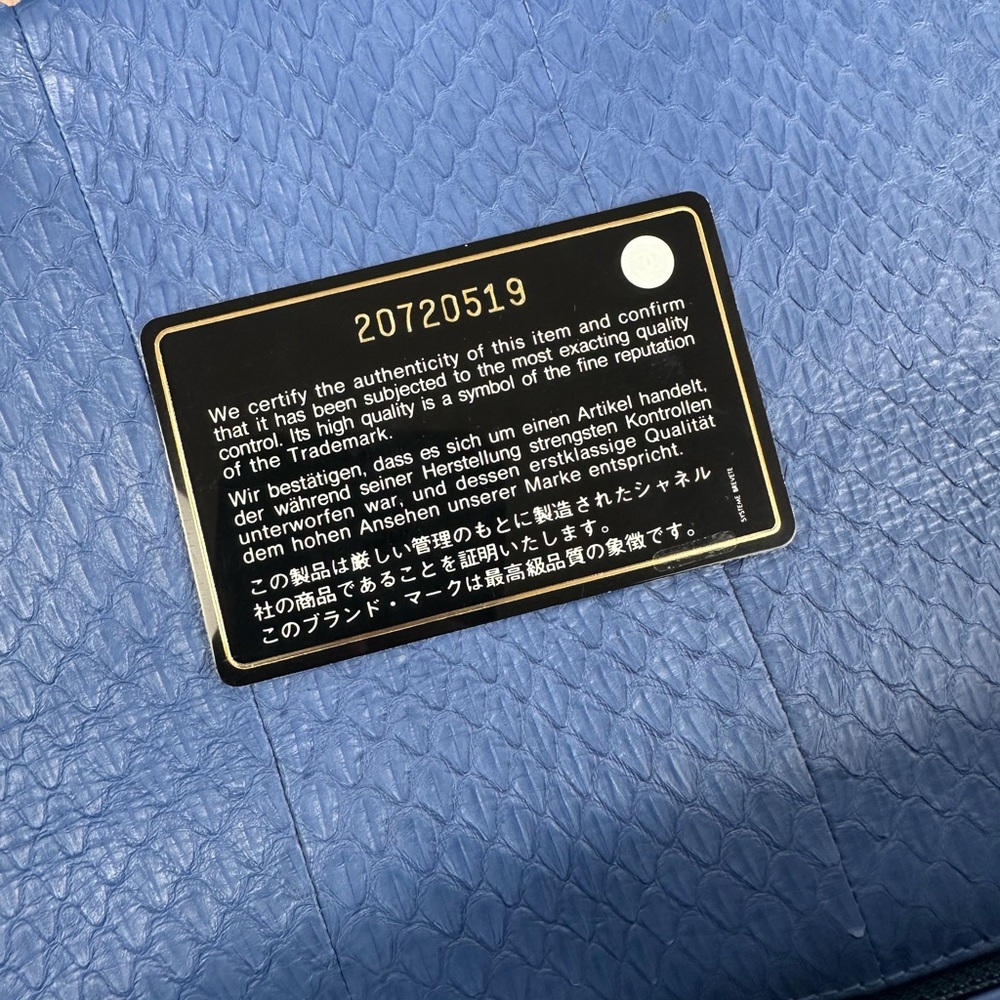 20720519
We certify the authenticity of this item and confirm
that it has been subjected to the most exacting quality
control. Its high quality is a symbol of the fine reputation
of the Trademark.
Wir bestätigen, dass es sich um einen Artikel handelt,
der während seiner Herstellung strengsten Kontrollen
unterworfen war, und dessen erstklassige Qualität
dem hohen Ansehen unserer Marke entspricht.
この製品は厳しい管理のもとに製造されたシャネル
社の商品であることを証明いたします。
このブランド・マークは最高級品質の象徴です。
SYSTEME BREVETE